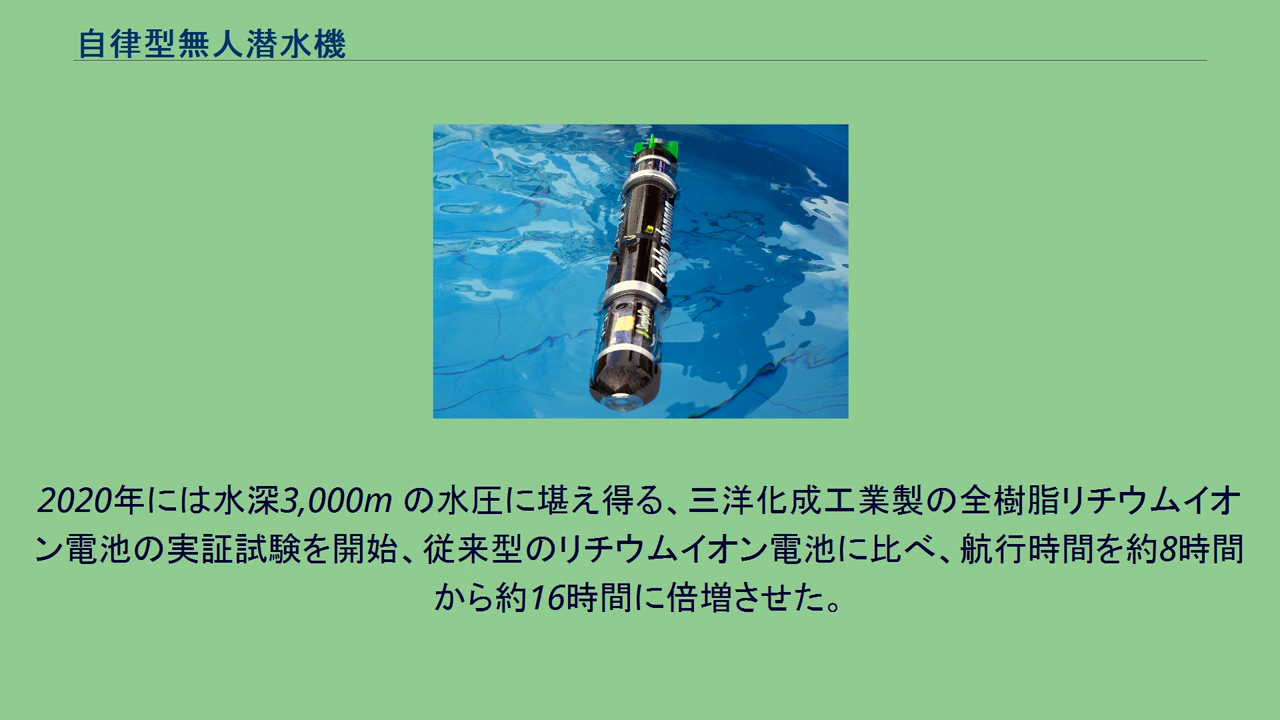 自律型無人潜水機
2020年には水深3,000m の水圧に堪え得る、三洋化成工業製の全樹脂リチウムイオ
ン電池の実証試験を開始、従来型のリチウムイオン電池に比べ、航行時間を約8時間
から約16時間に倍増させた。